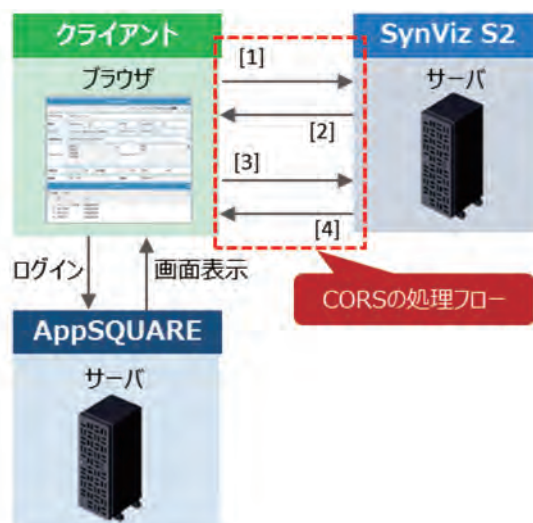 クライアント
SynViz S2
ブラウザ
サーバ
[1]
[2]
[3]
[4]
ログイン
画面表示
CORSの処理フロー
AppSQUARE
サーバ